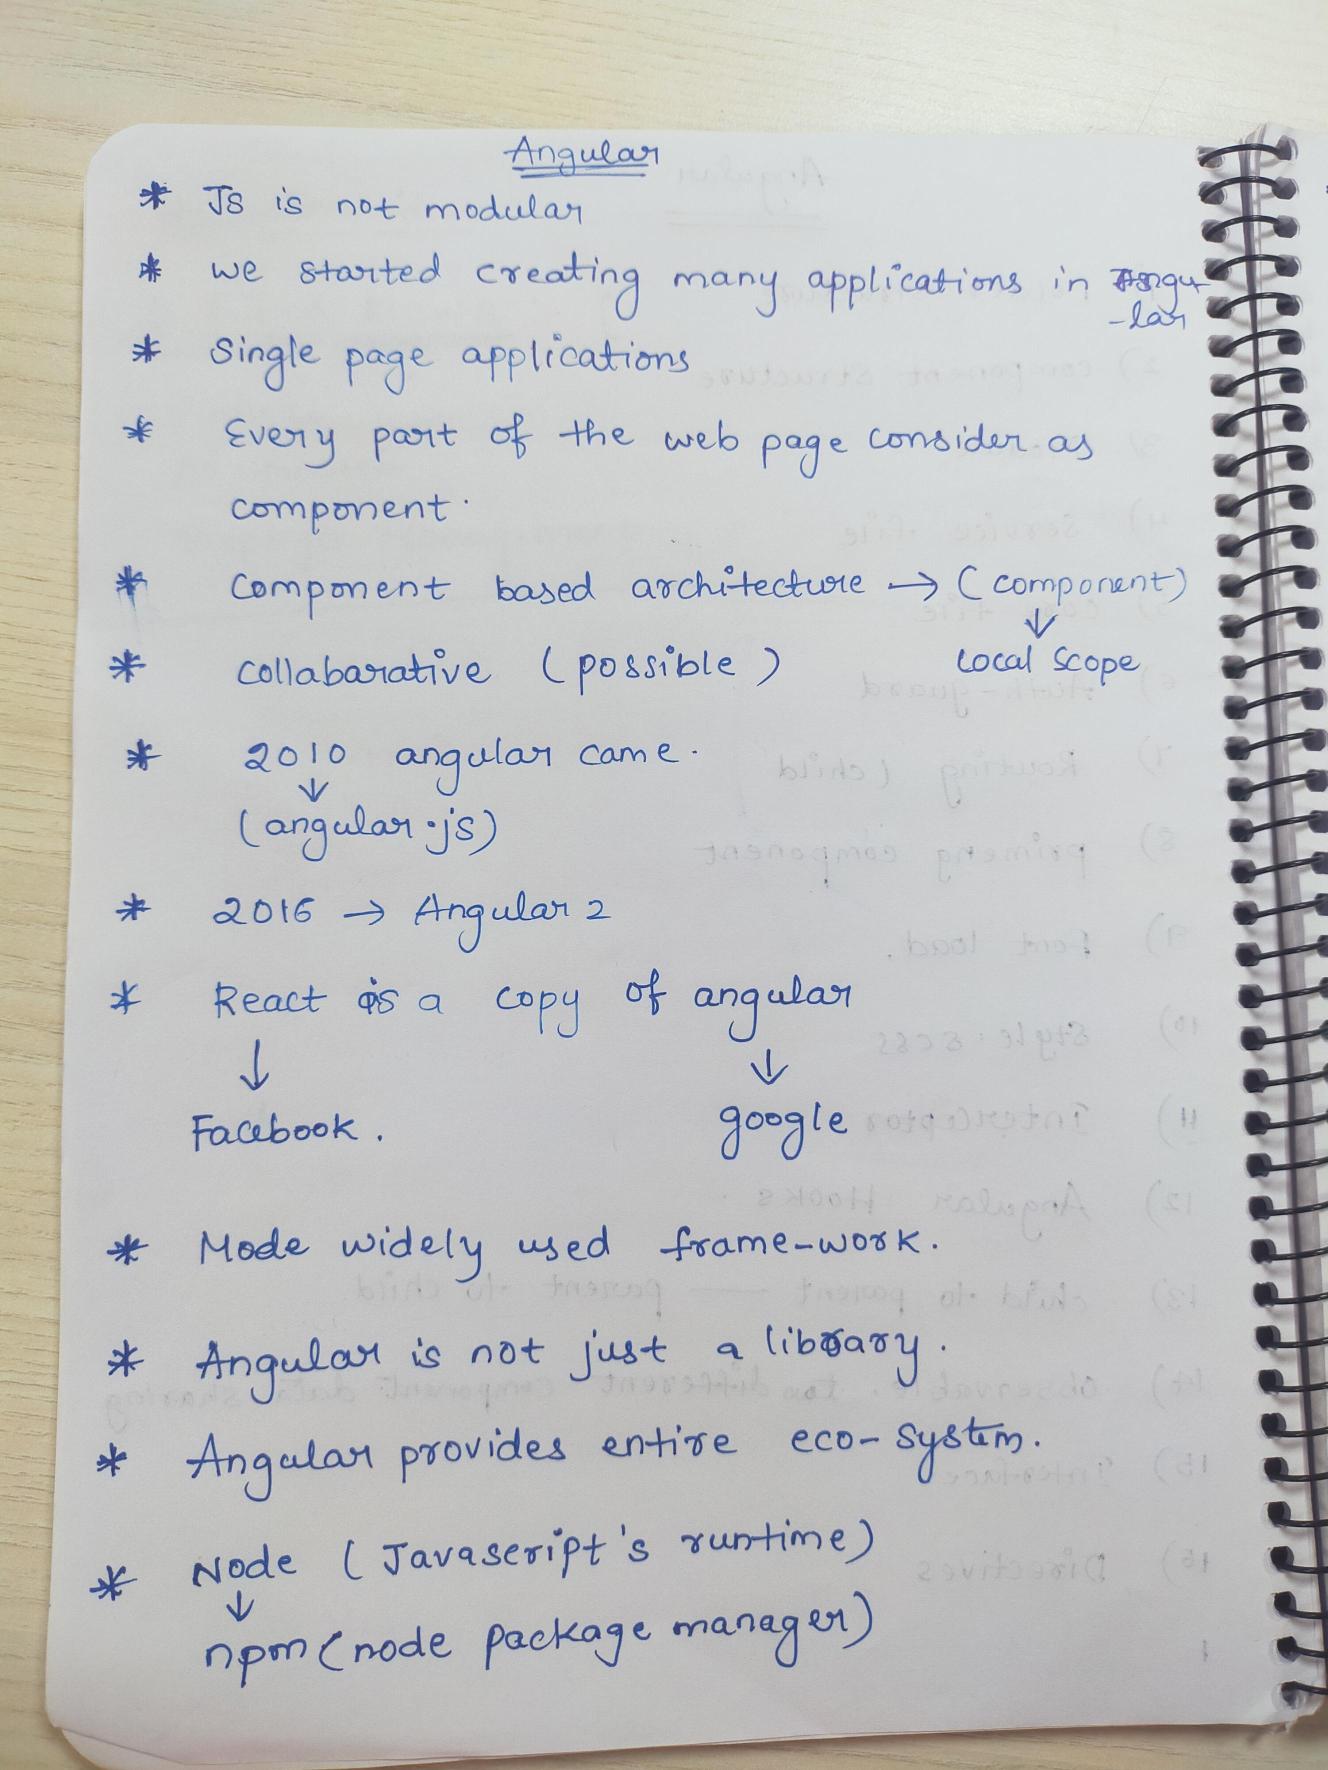 Angular
* JS is not modular
* we started creating many applications in Angu
-lar
* Single page applications
* Every part of the web page consider as
component.
* Component based architecture → (component)
↓
* collabarative (possible) Local Scope
* 2010 angular came.
↓
(angular.js)
* 2016 → Angular 2
* React is a copy of angular
↓ ↓
Facebook. google
* Mode widely used frame-work.
* Angular is not just a library.
* Angular provides entire eco-system.
* Node (Javascript's runtime)
↓
npm (node package manager)